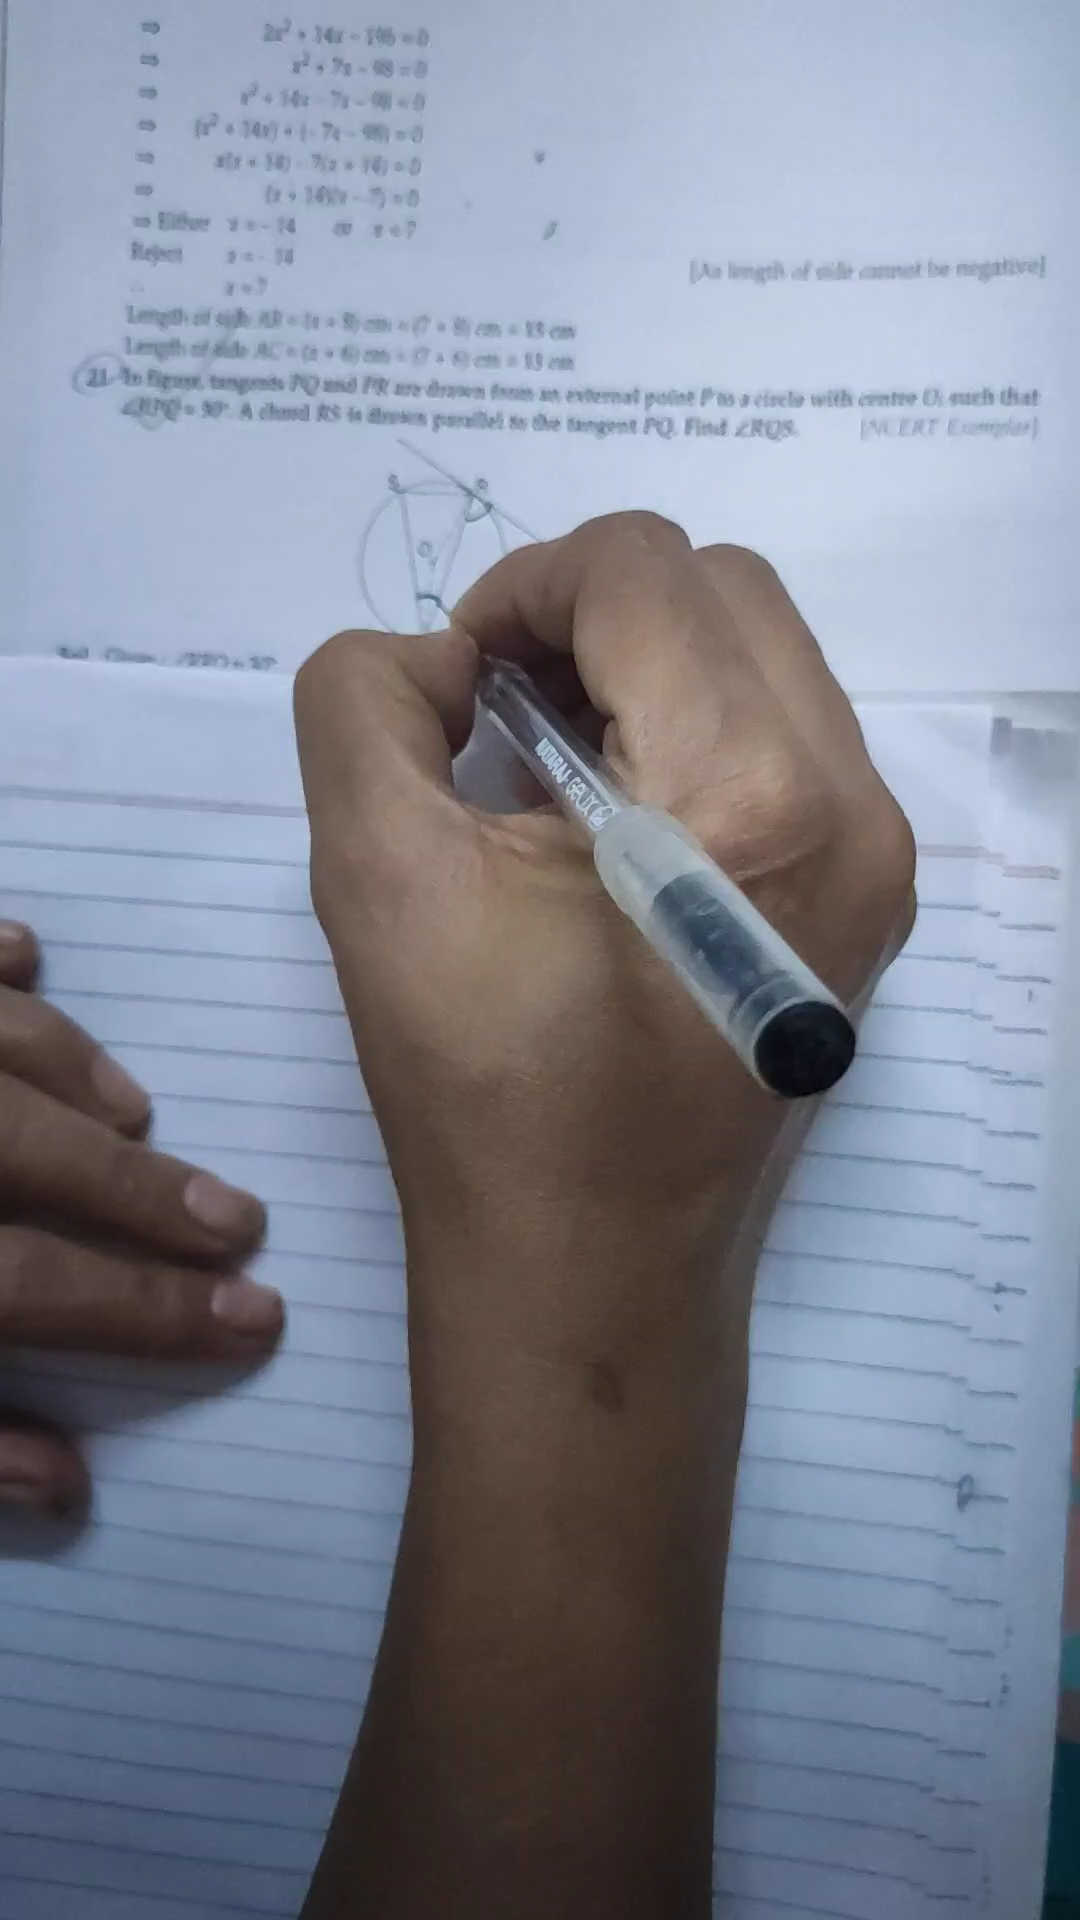 ⇒ 2x² + 14x - 196 = 0
⇒ x² + 7x - 98 = 0
⇒ x² + 14x - 7x - 98 = 0
⇒ (x² + 14x) + (- 7x - 98) = 0
⇒ x(x + 14) - 7(x + 14) = 0
⇒ (x + 14)(x - 7) = 0
⇒ Either x = - 14 or x = 7
Reject x = - 14 [As length of side cannot be negative]
∴ x = 7
Length of side AB = (x + 8) cm = (7 + 8) cm = 15 cm
Length of side AC = (x + 6) cm = (7 + 6) cm = 13 cm
21. In figure, tangents PQ and PR are drawn from an external point P to a circle with centre O, such that
∠RPQ = 30°. A chord RS is drawn parallel to the tangent PQ. Find ∠RQS. [NCERT Exemplar]
S R
O
Sol. Given : ∠RPQ = 30°
NATARAJ GELIX